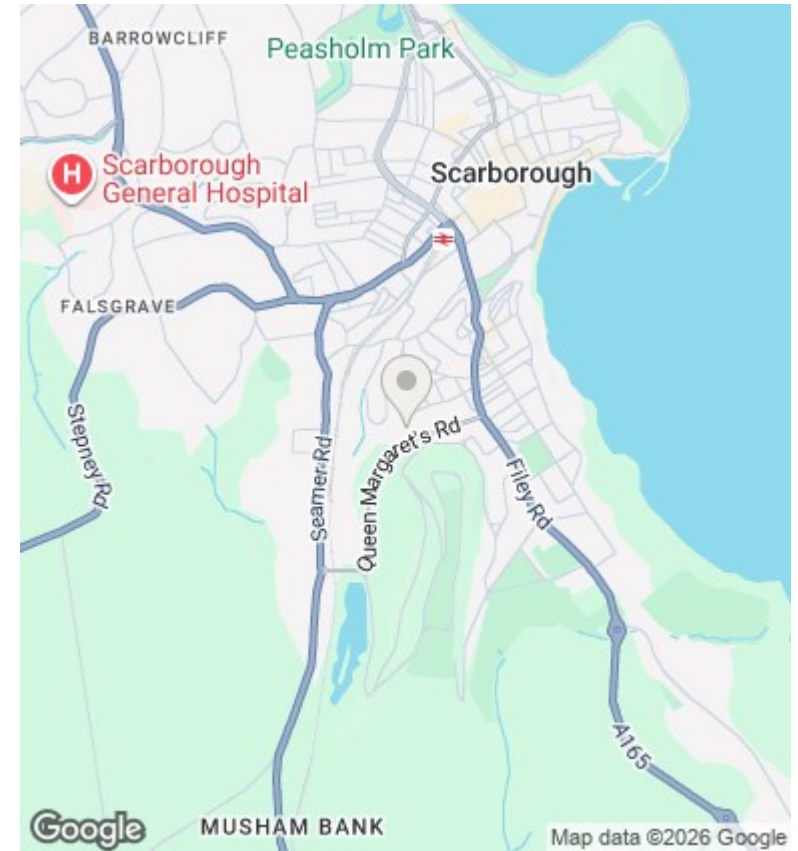 BARROWCLIFF
Peasholm Park
Scarborough
H
Scarborough
General Hospital
FALSGRAVE
Stepney Rd
Seamer Rd
Queen Margaret's Rd
Filey Rd
A165
MUSHAM BANK
Google
Map data ©2026 Google